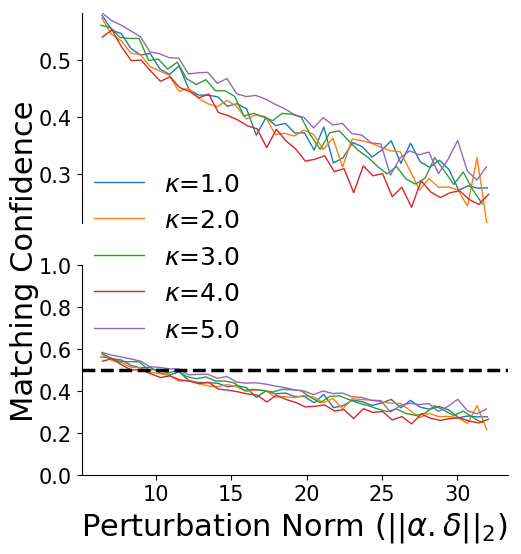 0.5
0.4
0.3
κ=1.0
κ=2.0
κ=3.0
κ=4.0
κ=5.0
Matching Confidence
1.0
0.8
0.6
0.4
0.2
0.0
10 15 20 25 30
Perturbation Norm (||α.δ||₂)